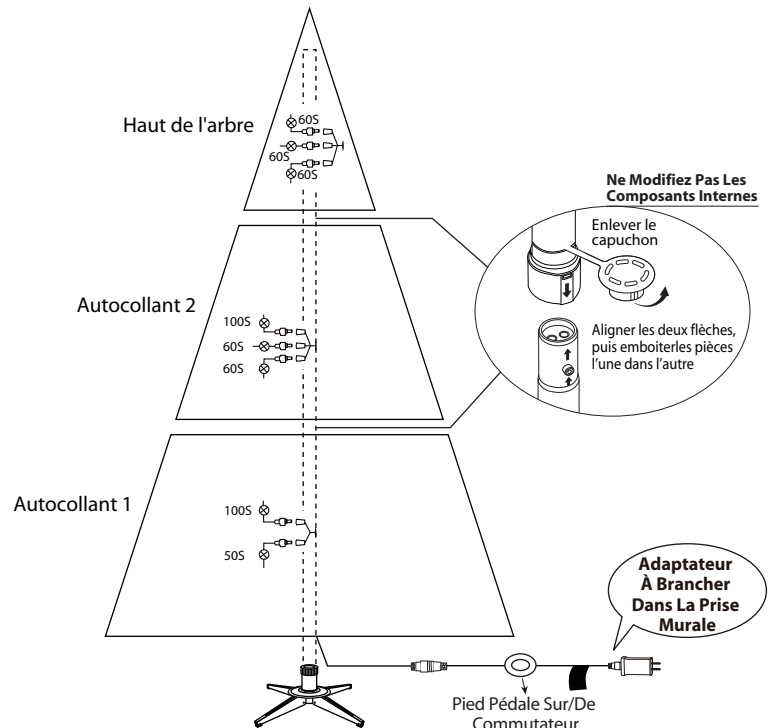 Haut de l'arbre
60S
60S
60S
Ne Modifiez Pas Les
Composants Internes
Enlever le
capuchon
Aligner les deux flèches,
puis emboiterles pièces
l'une dans l'autre
Autocollant 2
100S
60S
60S
Autocollant 1
100S
50S
Adaptateur
À Brancher
Dans La Prise
Murale
Pied Pédale Sur/De
Commutateur